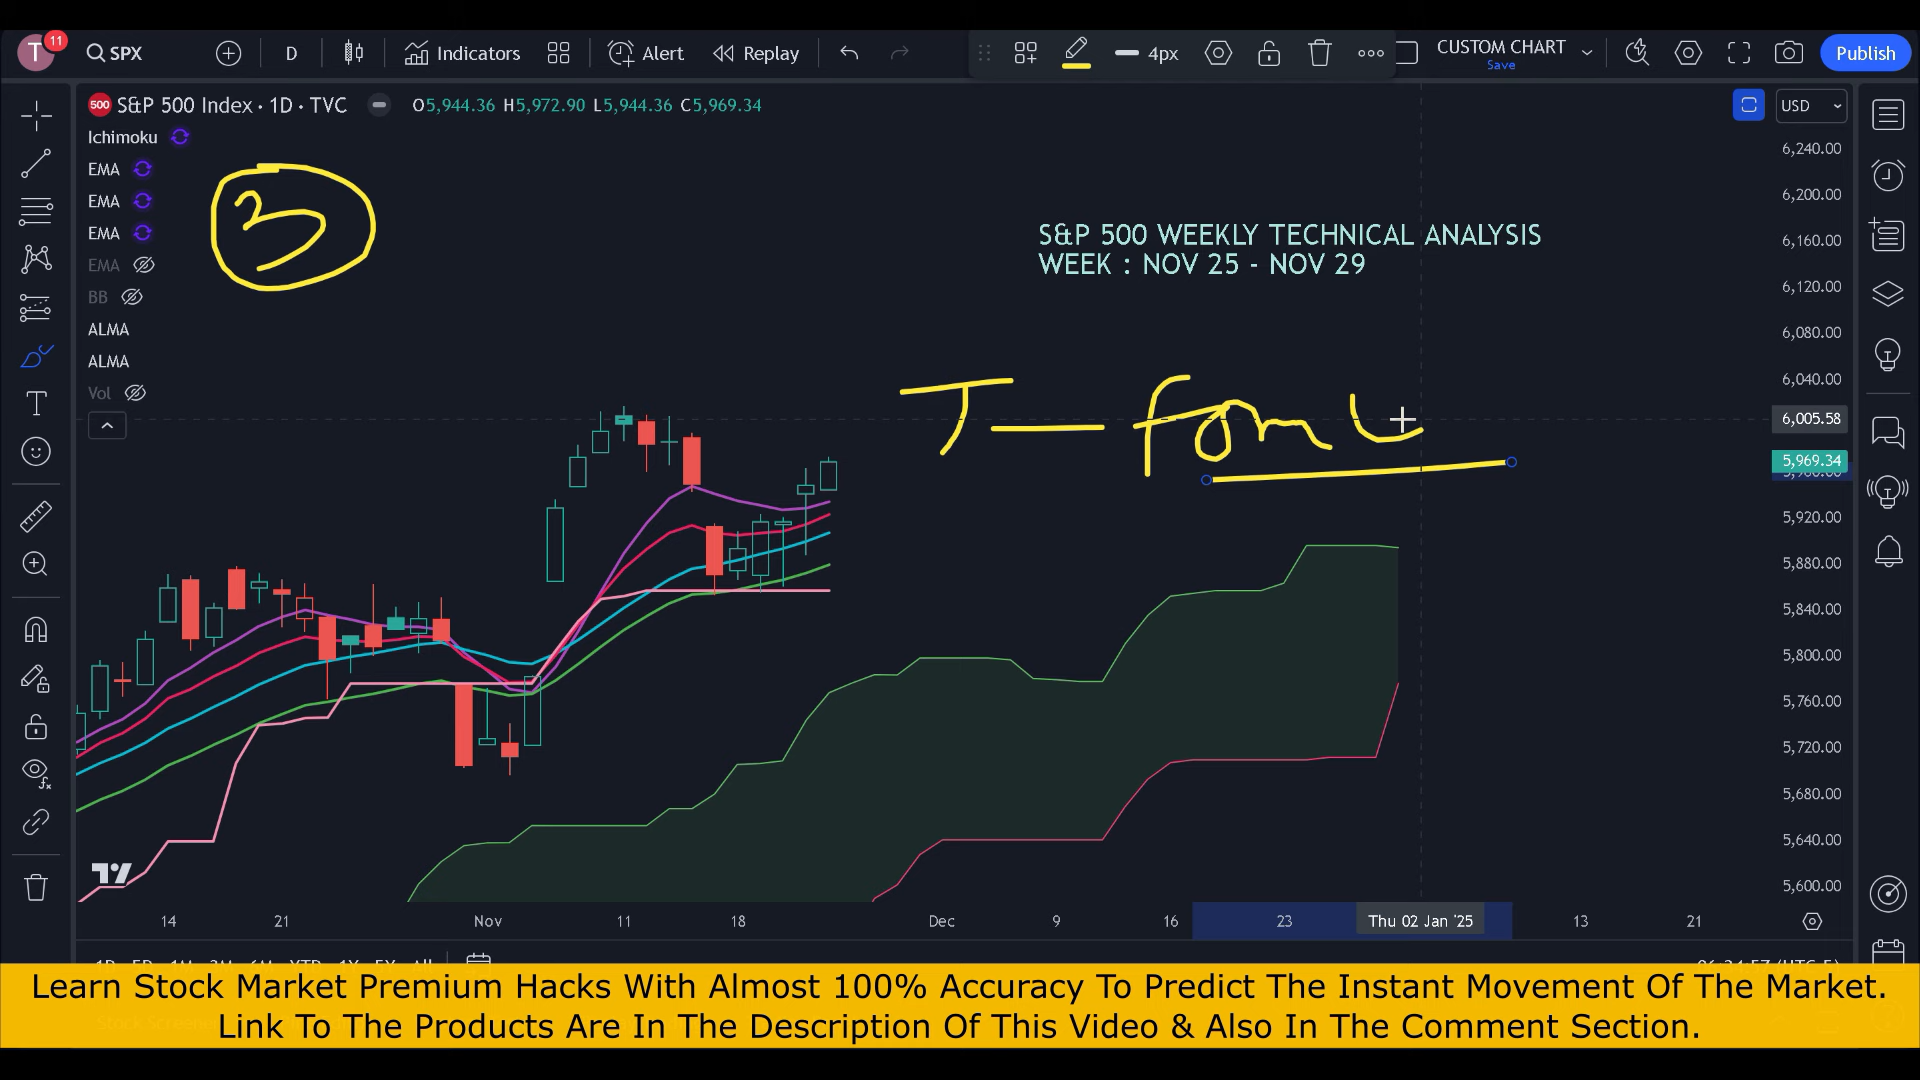 T 11 SPX D Indicators Alert Replay 4px CUSTOM CHART Save Publish
500 S&P 500 Index · 1D · TVC O5,944.36 H5,972.90 L5,944.36 C5,969.34 USD
Ichimoku
EMA
EMA
EMA
EMA
BB
ALMA
ALMA
Vol
3
S&P 500 WEEKLY TECHNICAL ANALYSIS
WEEK : NOV 25 - NOV 29
T
6,240.00
6,200.00
6,160.00
6,120.00
6,080.00
6,040.00
6,005.58
5,969.34
5,920.00
5,880.00
5,840.00
5,800.00
5,760.00
5,720.00
5,680.00
5,640.00
5,600.00
14 21 Nov 11 18 Dec 9 16 23 Thu 02 Jan '25 13 21
Learn Stock Market Premium Hacks With Almost 100% Accuracy To Predict The Instant Movement Of The Market.
Link To The Products Are In The Description Of This Video & Also In The Comment Section.